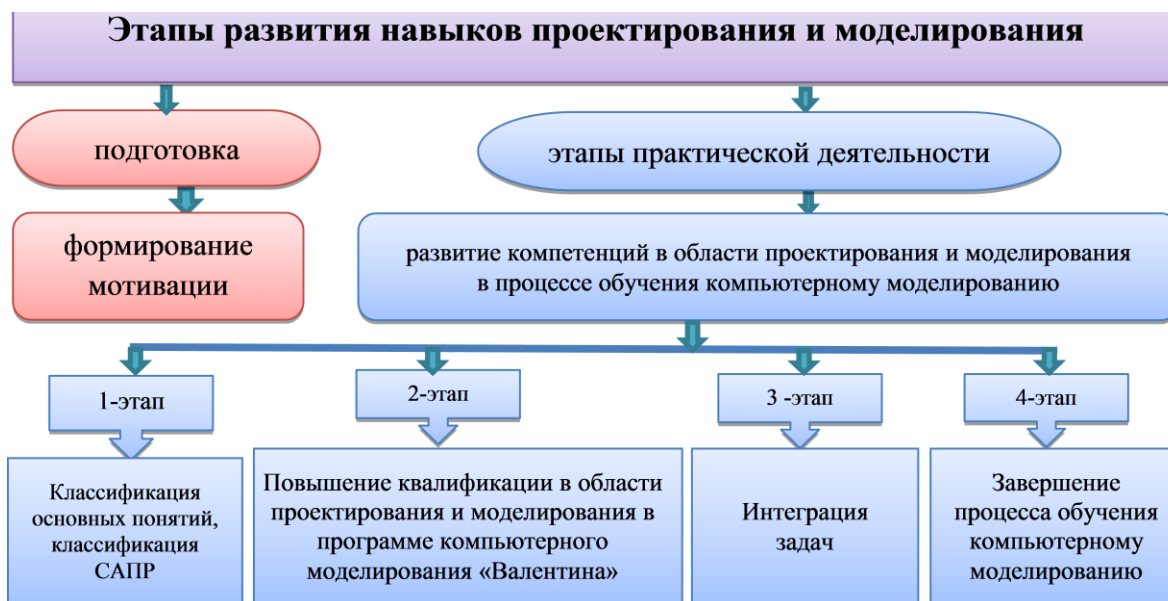 Этапы развития навыков проектирования и моделирования
подготовка
этапы практической деятельности
формирование
мотивации
развитие компетенций в области проектирования и моделирования
в процессе обучения компьютерному моделированию
1-этап
2-этап
3 -этап
4-этап
Классификация
основных понятий,
классификация
САПР
Повышение квалификации в области
проектирования и моделирования в
программе компьютерного
моделирования «Валентина»
Интеграция
задач
Завершение
процесса обучения
компьютерному
моделированию